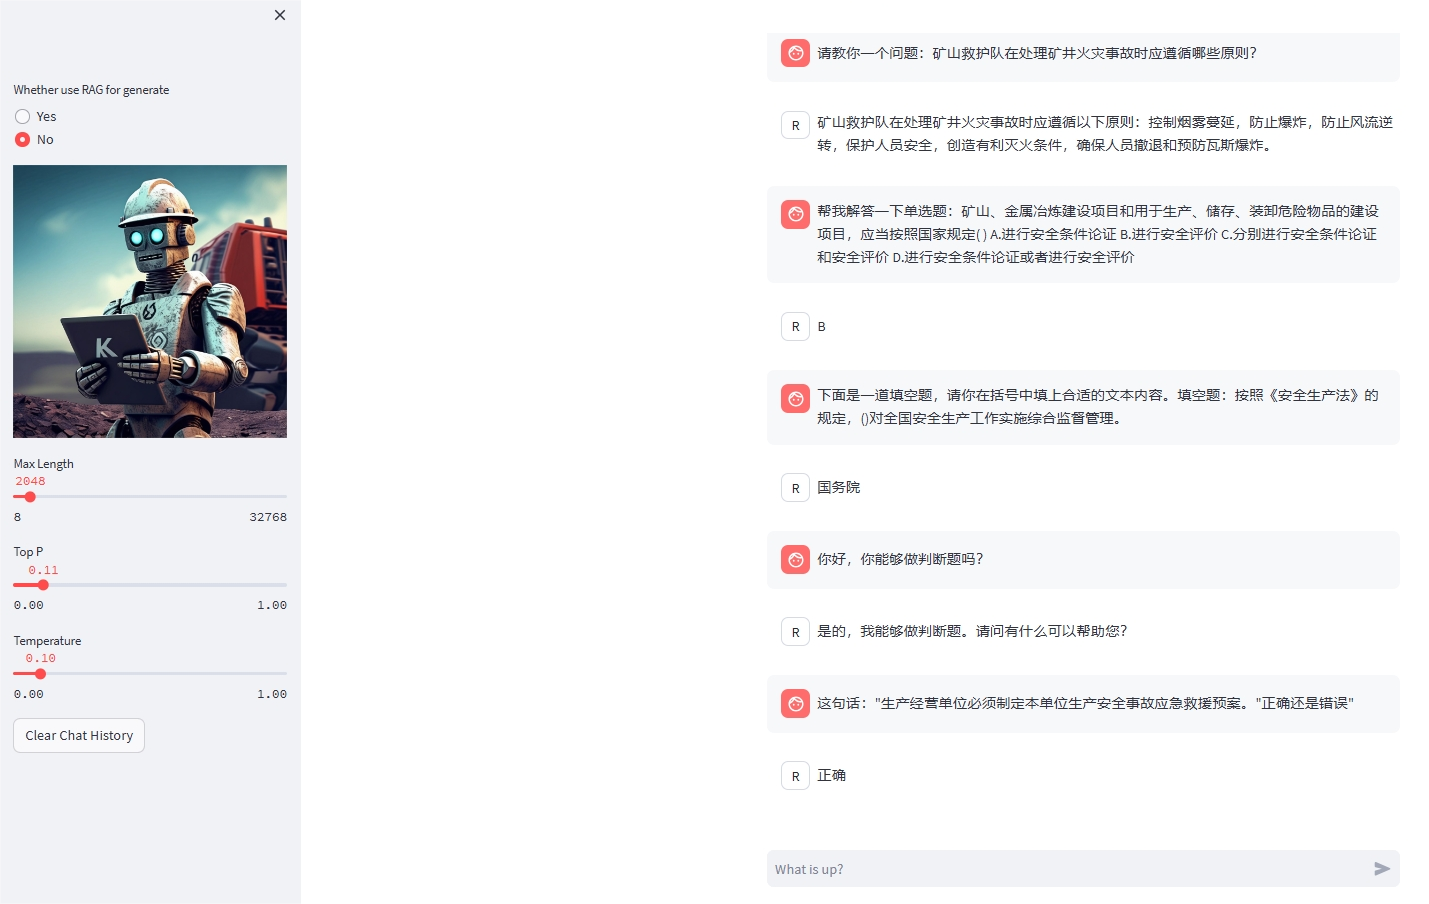 Whether use RAG for generate
Yes
No
K
Max Length
2048
8 32768
Top P
0.11
0.00 1.00
Temperature
0.10
0.00 1.00
Clear Chat History
请教你一个问题：矿山救护队在处理矿井火灾事故时应遵循哪些原则？
R
矿山救护队在处理矿井火灾事故时应遵循以下原则：控制烟雾蔓延，防止爆炸，防止风流逆
转，保护人员安全，创造有利灭火条件，确保人员撤退和预防瓦斯爆炸。
帮我解答一下单选题：矿山、金属冶炼建设项目和用于生产、储存、装卸危险物品的建设
项目，应当按照国家规定( ) A.进行安全条件论证 B.进行安全评价 C.分别进行安全条件论证
和安全评价 D.进行安全条件论证或者进行安全评价
R
B
下面是一道填空题，请你在括号中填上合适的文本内容。填空题：按照《安全生产法》的
规定，()对全国安全生产工作实施综合监督管理。
R
国务院
你好，你能够做判断题吗？
R
是的，我能够做判断题。请问有什么可以帮助您？
这句话："生产经营单位必须制定本单位生产安全事故应急救援预案。"正确还是错误"
R
正确
What is up?